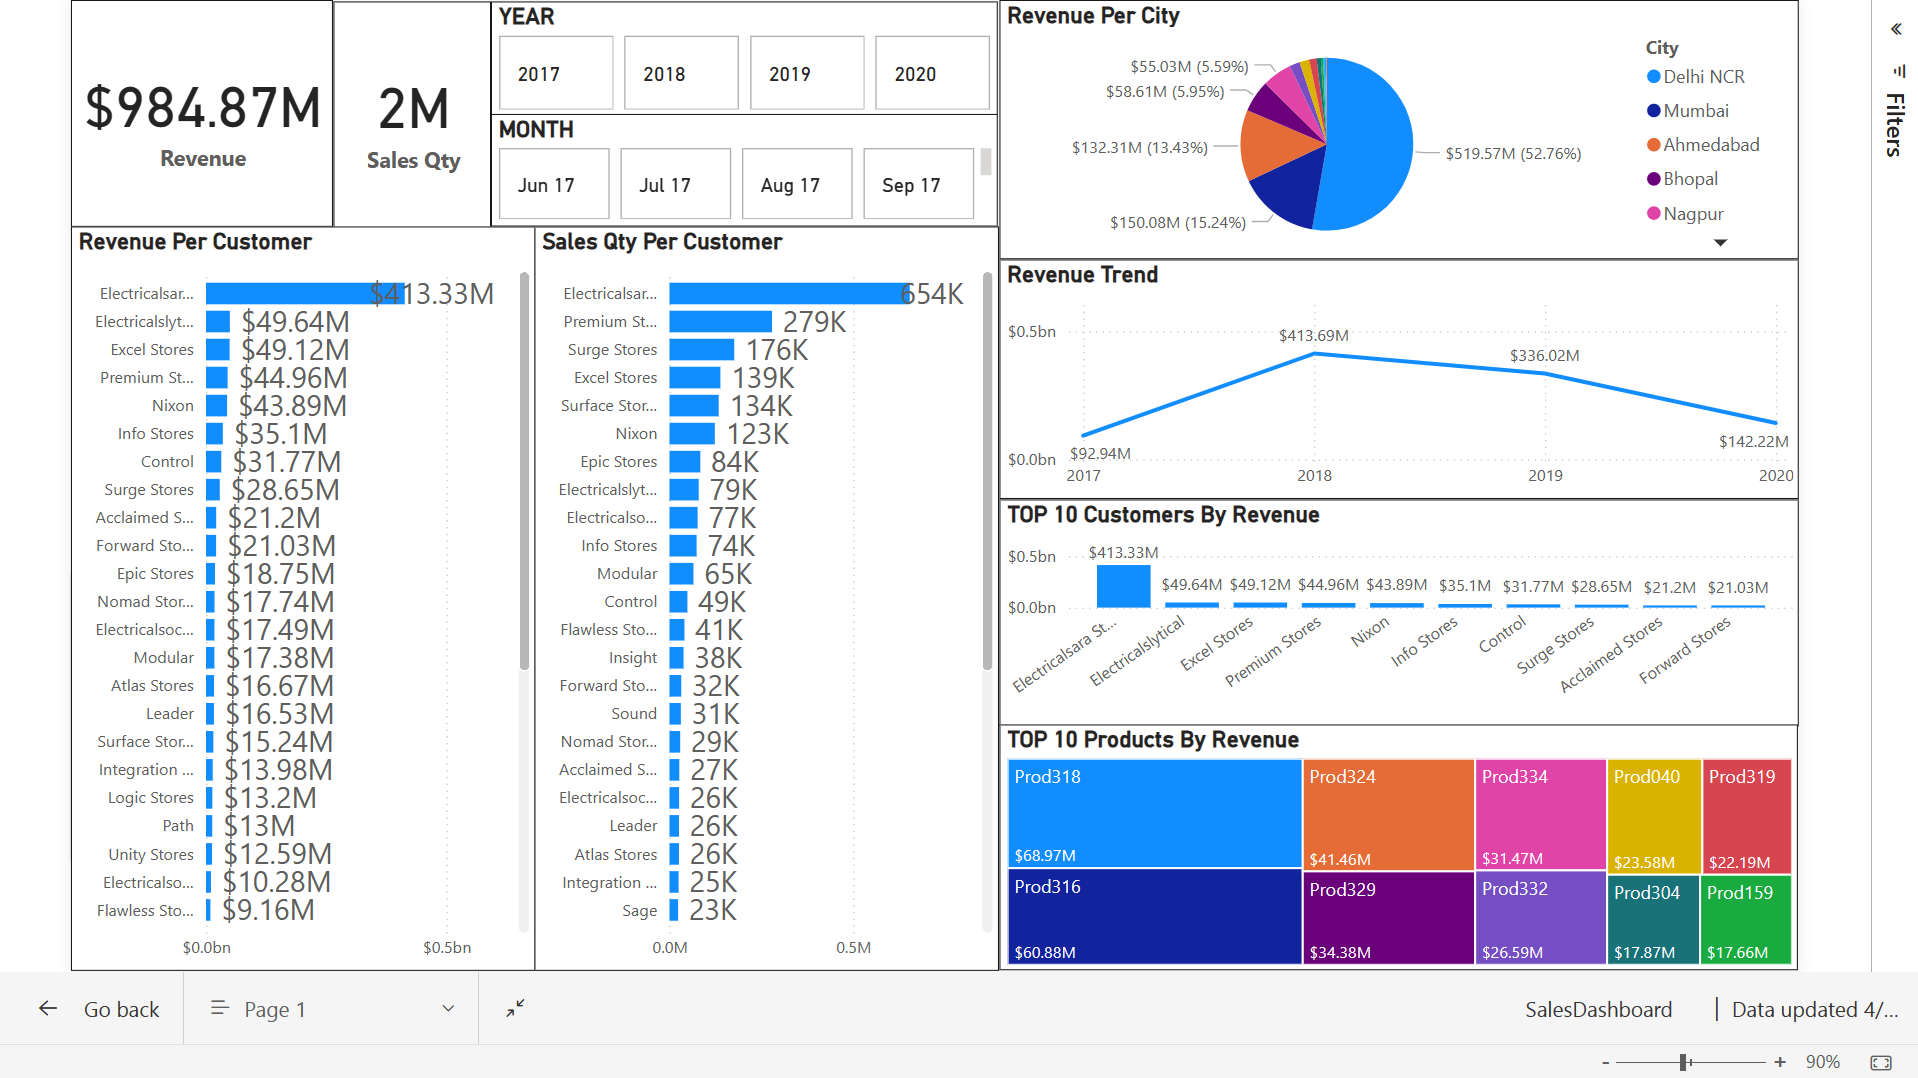 $984.87M
Revenue
2M
Sales Qty
YEAR
2017
2018
2019
2020
MONTH
Jun 17
Jul 17
Aug 17
Sep 17
Revenue Per City
$55.03M (5.59%)
$58.61M (5.95%)
$132.31M (13.43%)
$150.08M (15.24%)
$519.57M (52.76%)
City
Delhi NCR
Mumbai
Ahmedabad
Bhopal
Nagpur
Filters
Revenue Per Customer
Electricalsar... $413.33M
Electricalslyt... $49.64M
Excel Stores $49.12M
Premium St... $44.96M
Nixon $43.89M
Info Stores $35.1M
Control $31.77M
Surge Stores $28.65M
Acclaimed S... $21.2M
Forward Sto... $21.03M
Epic Stores $18.75M
Nomad Stor... $17.74M
Electricalsoc... $17.49M
Modular $17.38M
Atlas Stores $16.67M
Leader $16.53M
Surface Stor... $15.24M
Integration ... $13.98M
Logic Stores $13.2M
Path $13M
Unity Stores $12.59M
Electricalso... $10.28M
Flawless Sto... $9.16M
$0.0bn $0.5bn
Sales Qty Per Customer
Electricalsar... 654K
Premium St... 279K
Surge Stores 176K
Excel Stores 139K
Surface Stor... 134K
Nixon 123K
Epic Stores 84K
Electricalslyt... 79K
Electricalso... 77K
Info Stores 74K
Modular 65K
Control 49K
Flawless Sto... 41K
Insight 38K
Forward Sto... 32K
Sound 31K
Nomad Stor... 29K
Acclaimed S... 27K
Electricalsoc... 26K
Leader 26K
Atlas Stores 26K
Integration ... 25K
Sage 23K
0.0M 0.5M
Revenue Trend
$0.5bn
$0.0bn
$92.94M
$413.69M
$336.02M
$142.22M
2017 2018 2019 2020
TOP 10 Customers By Revenue
$0.5bn
$0.0bn
$413.33M $49.64M $49.12M $44.96M $43.89M $35.1M $31.77M $28.65M $21.2M $21.03M
Electricalsara St...
Electricalslytical
Excel Stores
Premium Stores
Nixon
Info Stores
Control
Surge Stores
Acclaimed Stores
Forward Stores
TOP 10 Products By Revenue
Prod318
$68.97M
Prod316
$60.88M
Prod324
$41.46M
Prod329
$34.38M
Prod334
$31.47M
Prod332
$26.59M
Prod040
$23.58M
Prod319
$22.19M
Prod304
$17.87M
Prod159
$17.66M
Go back
Page 1
SalesDashboard | Data updated 4/...
- + 90%